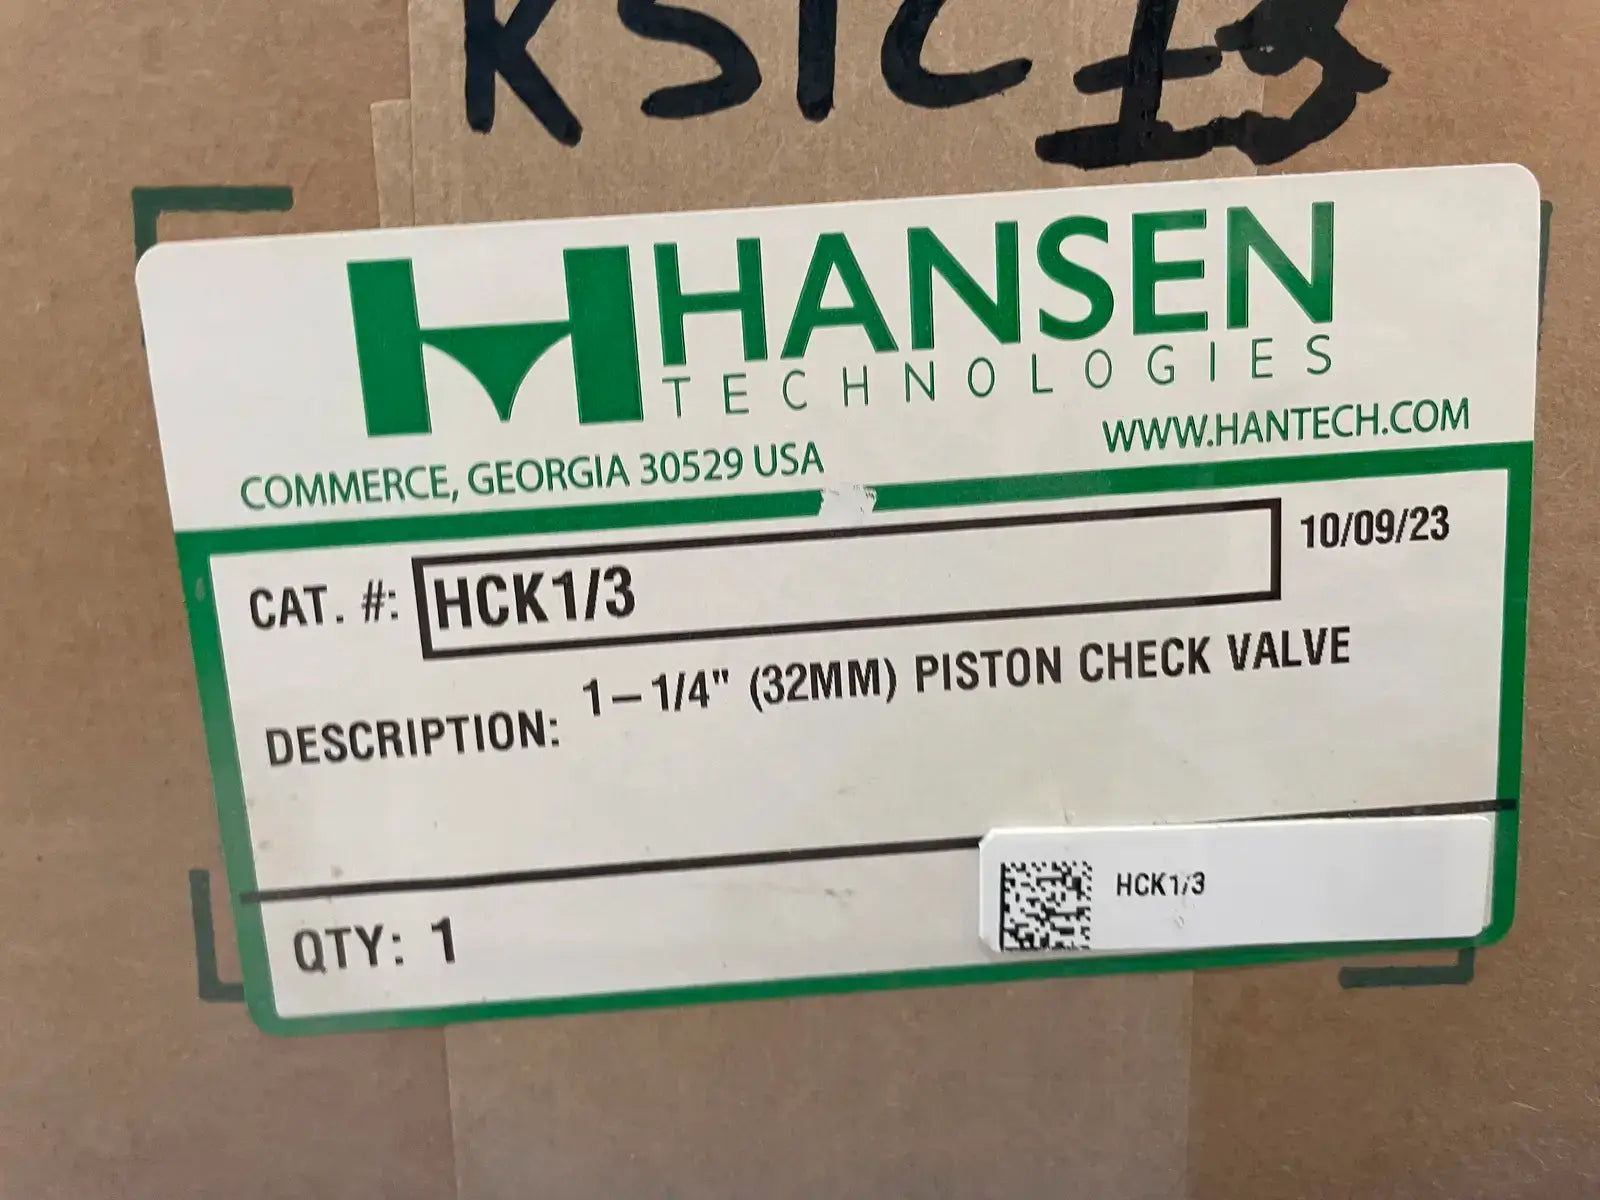 HANSEN
TECHNOLOGIES
WWW.HANTECH.COM
COMMERCE, GEORGIA 30529 USA
CAT. #: HCK1/3
10/09/23
DESCRIPTION: 1-1/4" (32MM) PISTON CHECK VALVE
QTY: 1
HCK1/3